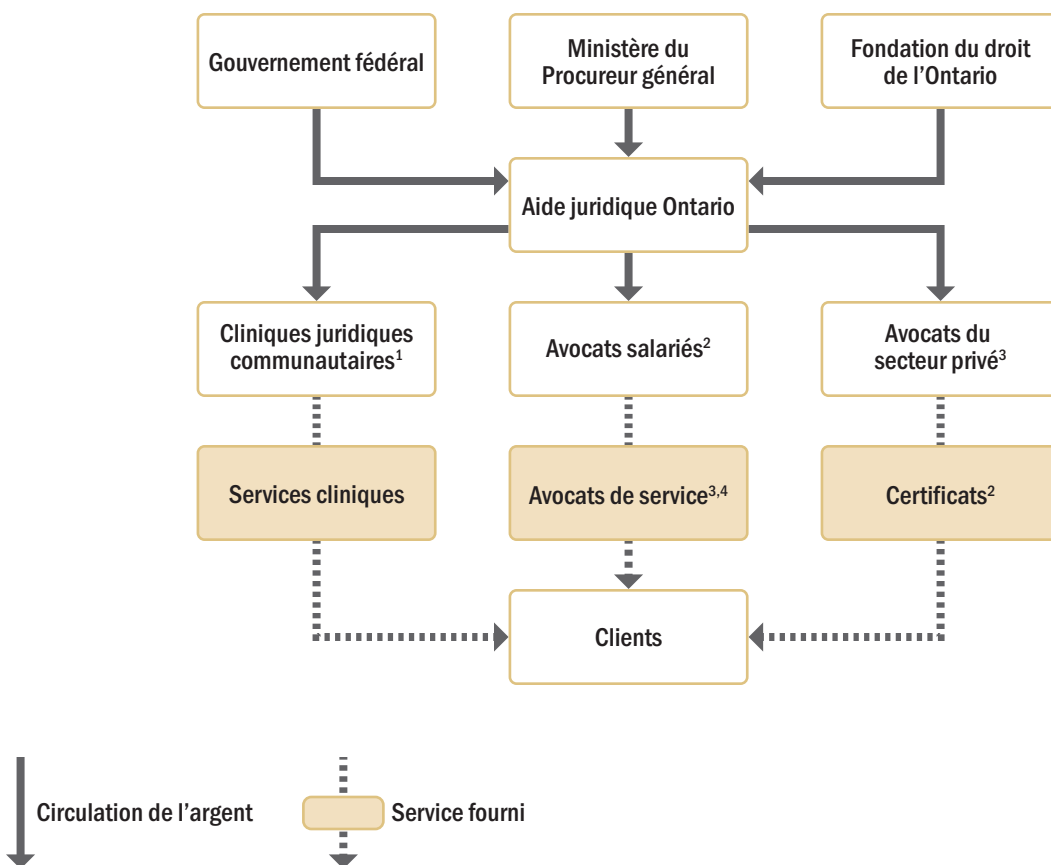 Gouvernement fédéral
Ministère du
Procureur général
Fondation du droit
de l’Ontario
Aide juridique Ontario
Cliniques juridiques
communautaires1
Avocats salariés2
Avocats du
secteur privé3
Services cliniques
Avocats de service3,4
Certificats2
Clients
Circulation de l’argent
Service fourni